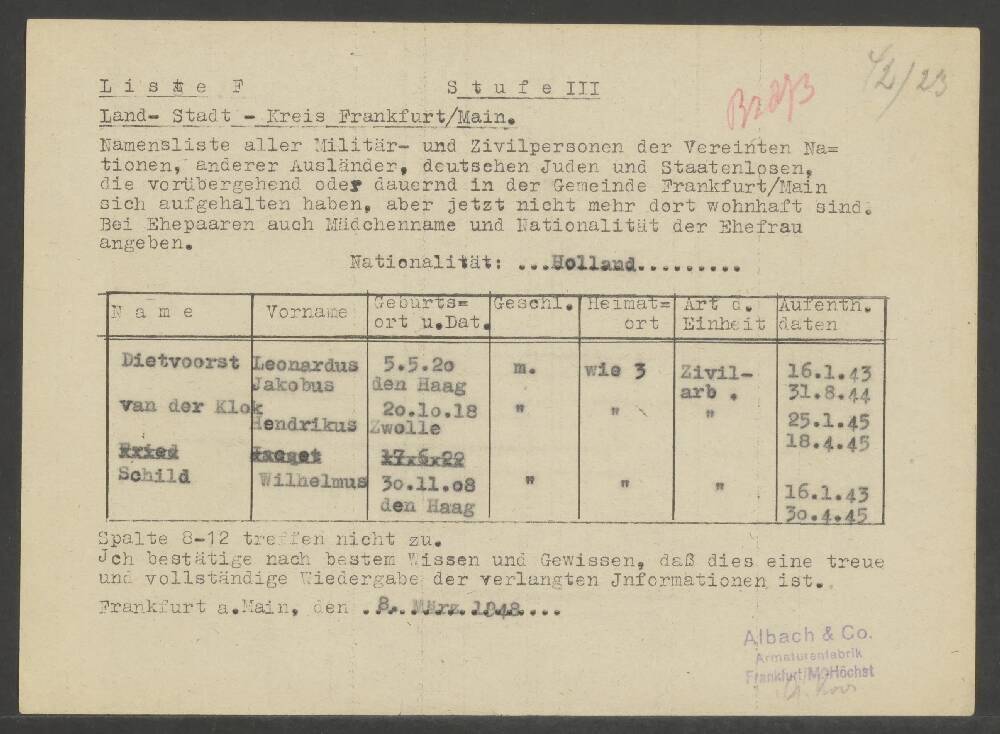 Liste F Stufe III
42/23
Land- Stadt - Kreis Frankfurt/Main.
Namensliste aller Militär- und Zivilpersonen der Vereinten Na=
tionen, anderer Ausländer, deutschen Juden und Staatenlosen,
die vorübergehend oder dauernd in der Gemeinde Frankfurt/Main
sich aufgehalten haben, aber jetzt nicht mehr dort wohnhaft sind.
Bei Ehepaaren auch Mädchenname und Nationalität der Ehefrau
angeben.
Nationalität: ...Holland.........
Name Vorname Geburts= Geschl. Heimat= Art d. Aufenth.
ort u.Dat. ort Einheit daten
Dietvoorst Leonardus 5.5.20 m. wie 3 Zivil- 16.1.43
Jakobus den Haag arb . 31.8.44
van der Klok 20.10.18 " " " 25.1.45
Hendrikus Zwolle 18.4.45
Fried 17.6.22
Schild Wilhelmus 30.11.08 " " " 16.1.43
den Haag 30.4.45
Spalte 8-12 treffen nicht zu.
Jch bestätige nach bestem Wissen und Gewissen, daß dies eine treue
und vollständige Wiedergabe der verlangten Jnformationen ist.
Frankfurt a.Main, den .8..März.1948....
Albach & Co.
Armaturenfabrik
Frankfurt/M.-Höchst